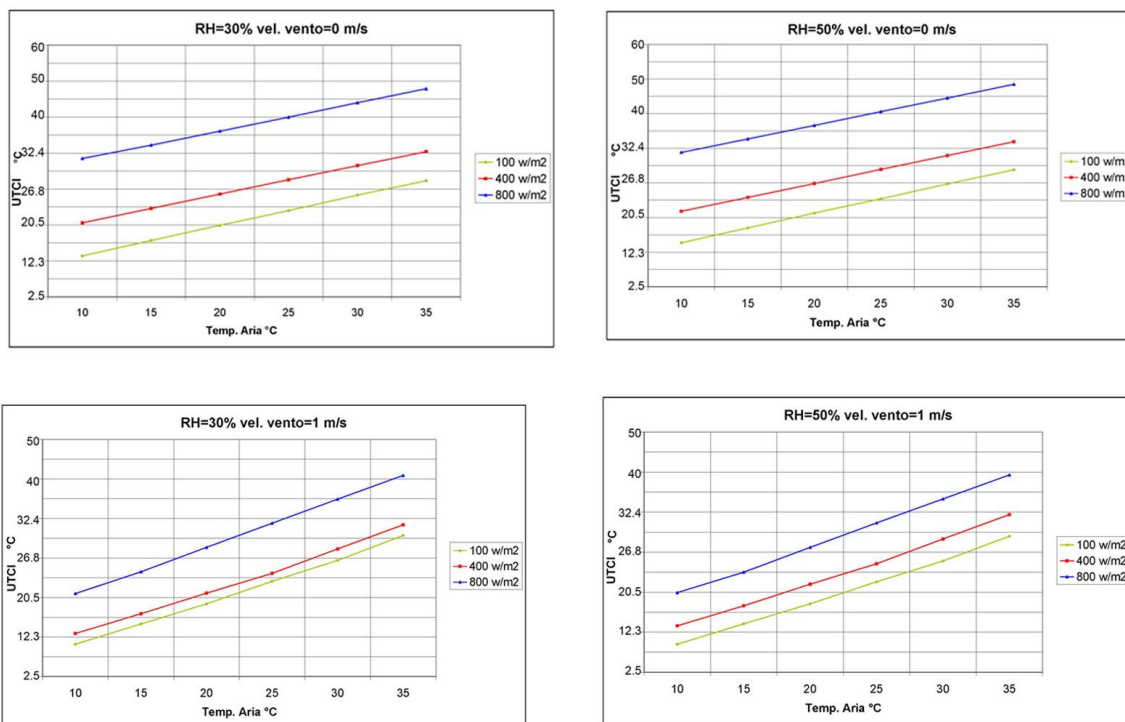 RH=30% vel. vento=0 m/s
60
50
40
32.4
26.8
20.5
12.3
2.5
UTCI °C
10 15 20 25 30 35
Temp. Aria °C
100 w/m2
400 w/m2
800 w/m2
RH=50% vel. vento=0 m/s
60
50
40
32.4
26.8
20.5
12.3
2.5
UTCI °C
10 15 20 25 30 35
Temp. Aria °C
100 w/m2
400 w/m2
800 w/m2
RH=30% vel. vento=1 m/s
50
40
32.4
26.8
20.5
12.3
2.5
UTCI °C
10 15 20 25 30 35
Temp. Aria °C
100 w/m2
400 w/m2
800 w/m2
RH=50% vel. vento=1 m/s
50
40
32.4
26.8
20.5
12.3
2.5
UTCI °C
10 15 20 25 30 35
Temp. Aria °C
100 w/m2
400 w/m2
800 w/m2